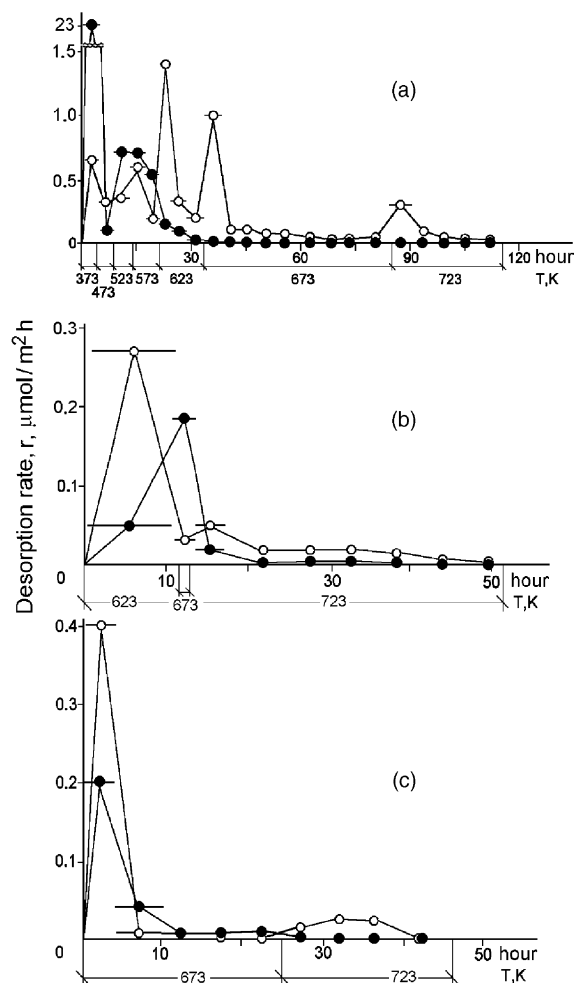 23
1.5
(a)
1.0
0.5
0
30
60
90
120 hour
373 523 573 623 673 723 T,K
473
Desorption rate, r, μmol/m² h
0.3
(b)
0.2
0.1
0
10
30
50 hour
623 673 723 T,K
0.4
0.3
(c)
0.2
0.1
0
10
30
50 hour
673 723 T,K